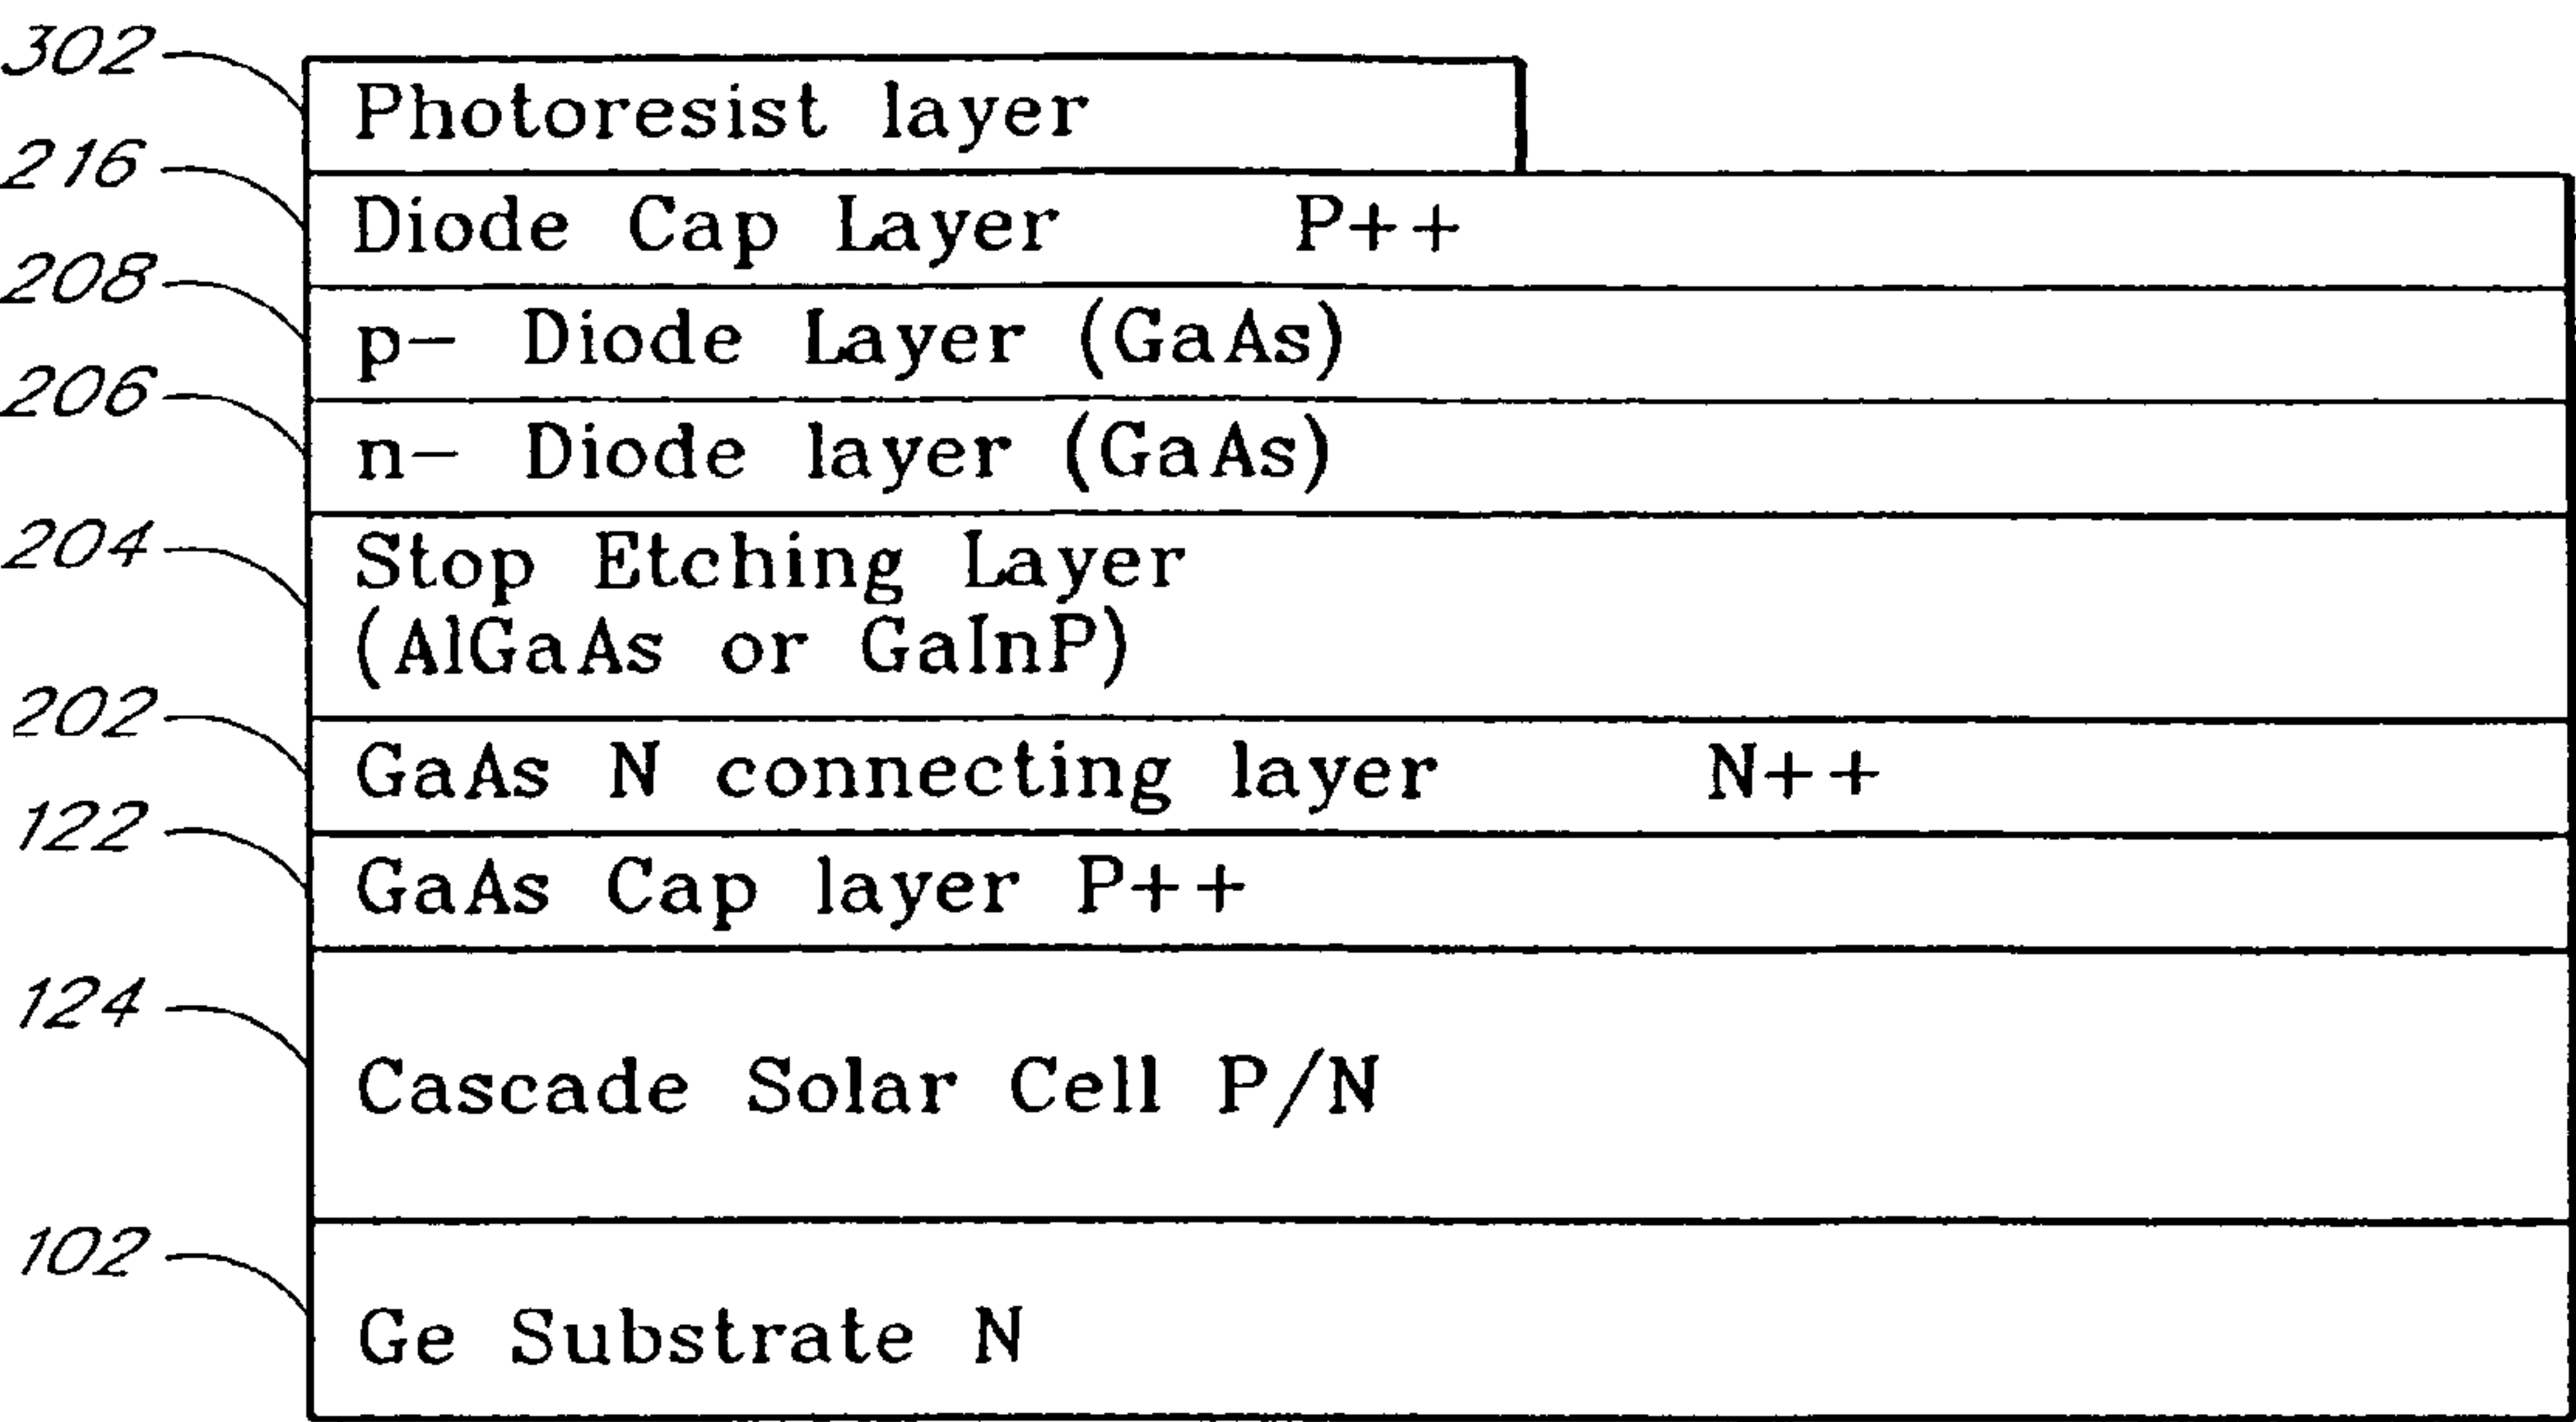 302
Photoresist layer
216
Diode Cap Layer P++
208
p- Diode Layer (GaAs)
206
n- Diode layer (GaAs)
204
Stop Etching Layer
(AlGaAs or GaInP)
202
GaAs N connecting layer N++
122
GaAs Cap layer P++
124
Cascade Solar Cell P/N
102
Ge Substrate N